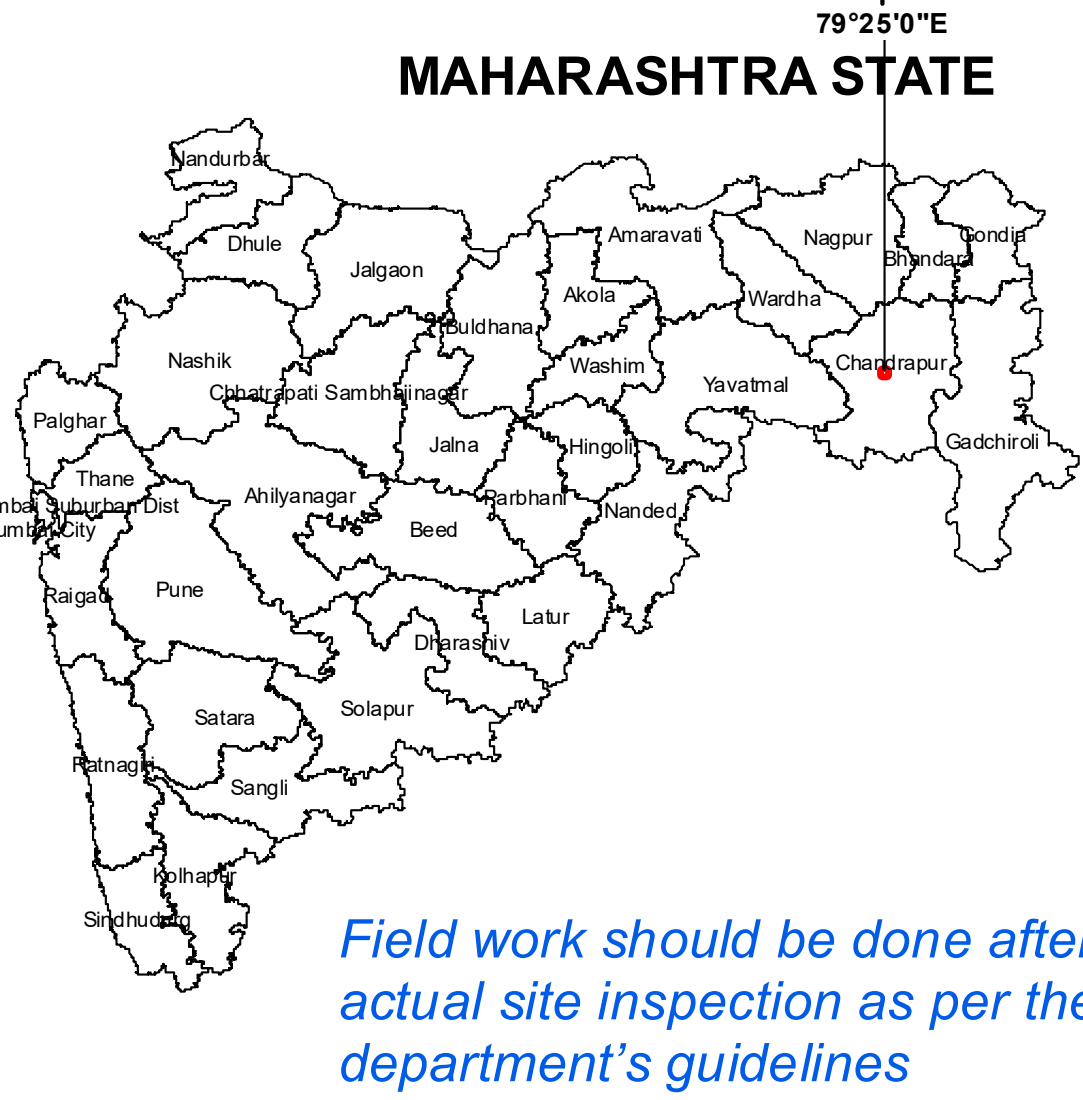 79°25'0"E
MAHARASHTRA STATE
Nandurbar
Dhule
Jalgaon
Amaravati
Nagpur
Gondia
Bhandara
Akola
Wardha
Buldhana
Nashik
Washim
Chandrapur
Chhatrapati Sambhajinagar
Yavatmal
Palghar
Jalna
Hingoli
Gadchiroli
Thane
Ahilyanagar
Parbhani
Suburban Dist
Nanded
City
Beed
Raigad
Pune
Latur
Dharashiv
Solapur
Satara
Ratnagiri
Sangli
Kolhapur
Sindhudurg
Field work should be done after
actual site inspection as per the
department’s guidelines